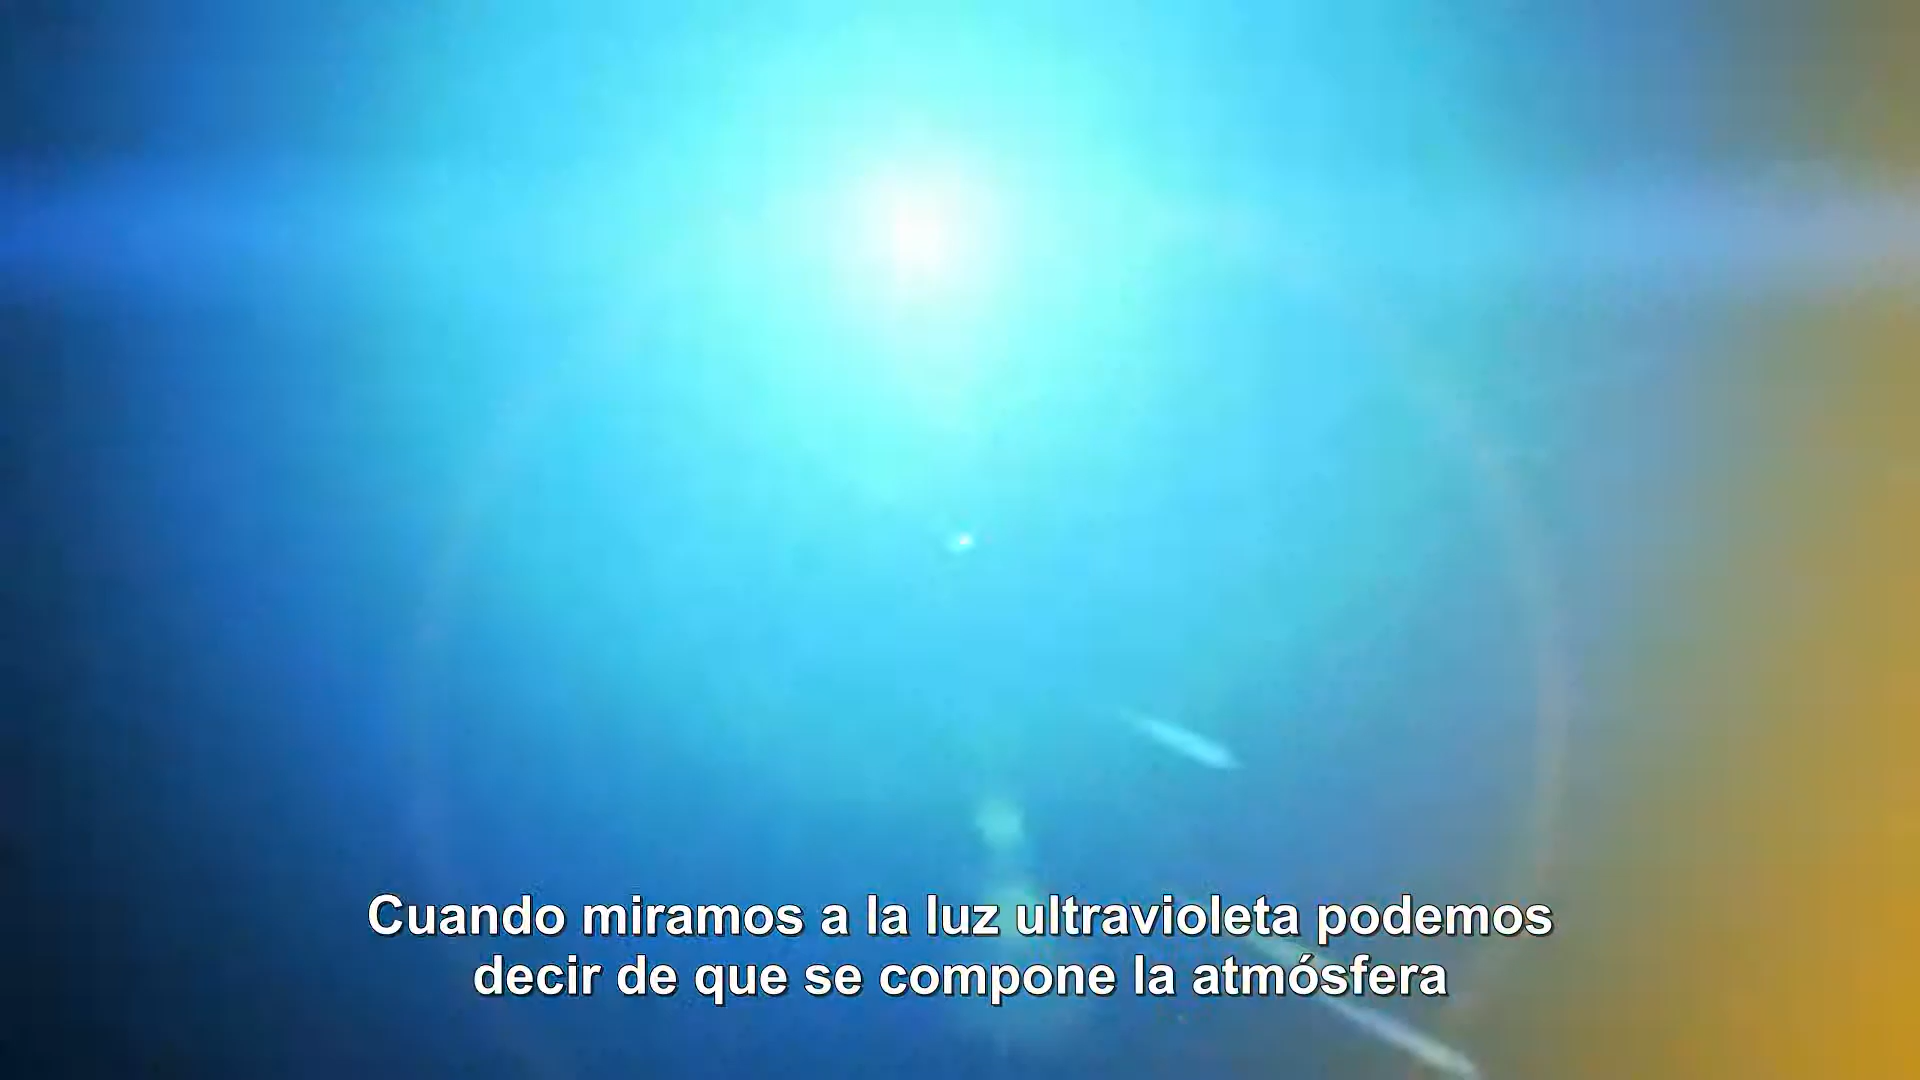 Cuando miramos a la luz ultravioleta podemos
decir de que se compone la atmósfera